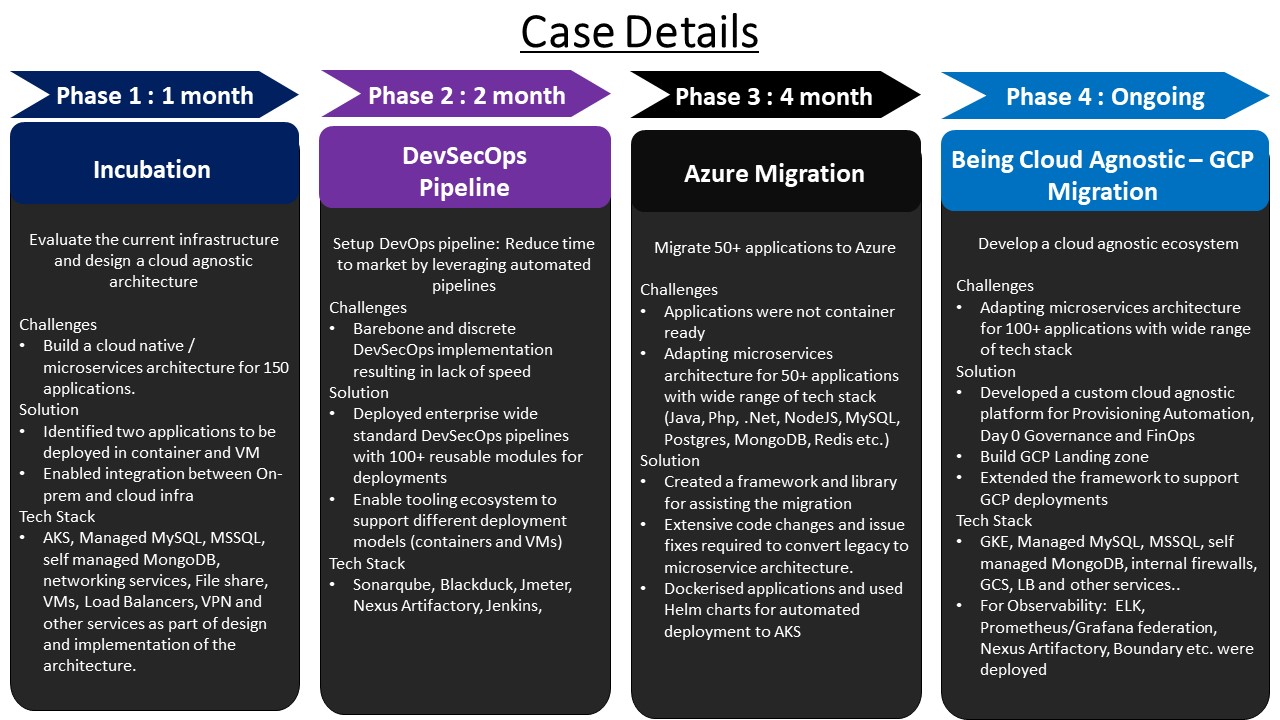 Case Details
Phase 1 : 1 month
Incubation
Evaluate the current infrastructure
and design a cloud agnostic
architecture
Challenges
• Build a cloud native /
microservices architecture for 150
applications.
Solution
• Identified two applications to be
deployed in container and VM
• Enabled integration between On-
prem and cloud infra
Tech Stack
• AKS, Managed MySQL, MSSQL,
self managed MongoDB,
networking services, File share,
VMs, Load Balancers, VPN and
other services as part of design
and implementation of the
architecture.
Phase 2 : 2 month
DevSecOps
Pipeline
Setup DevOps pipeline: Reduce time
to market by leveraging automated
pipelines
Challenges
• Barebone and discrete
DevSecOps implementation
resulting in lack of speed
Solution
• Deployed enterprise wide
standard DevSecOps pipelines
with 100+ reusable modules for
deployments
• Enable tooling ecosystem to
support different deployment
models (containers and VMs)
Tech Stack
• Sonarqube, Blackduck, Jmeter,
Nexus Artifactory, Jenkins,
Phase 3 : 4 month
Azure Migration
Migrate 50+ applications to Azure
Challenges
• Applications were not container
ready
• Adapting microservices
architecture for 50+ applications
with wide range of tech stack
(Java, Php, .Net, NodeJS, MySQL,
Postgres, MongoDB, Redis etc.)
Solution
• Created a framework and library
for assisting the migration
• Extensive code changes and issue
fixes required to convert legacy to
microservice architecture.
• Dockerised applications and used
Helm charts for automated
deployment to AKS
Phase 4 : Ongoing
Being Cloud Agnostic – GCP
Migration
Develop a cloud agnostic ecosystem
Challenges
• Adapting microservices architecture
for 100+ applications with wide range
of tech stack
Solution
• Developed a custom cloud agnostic
platform for Provisioning Automation,
Day 0 Governance and FinOps
• Build GCP Landing zone
• Extended the framework to support
GCP deployments
Tech Stack
• GKE, Managed MySQL, MSSQL, self
managed MongoDB, internal firewalls,
GCS, LB and other services..
• For Observability: ELK,
Prometheus/Grafana federation,
Nexus Artifactory, Boundary etc. were
deployed